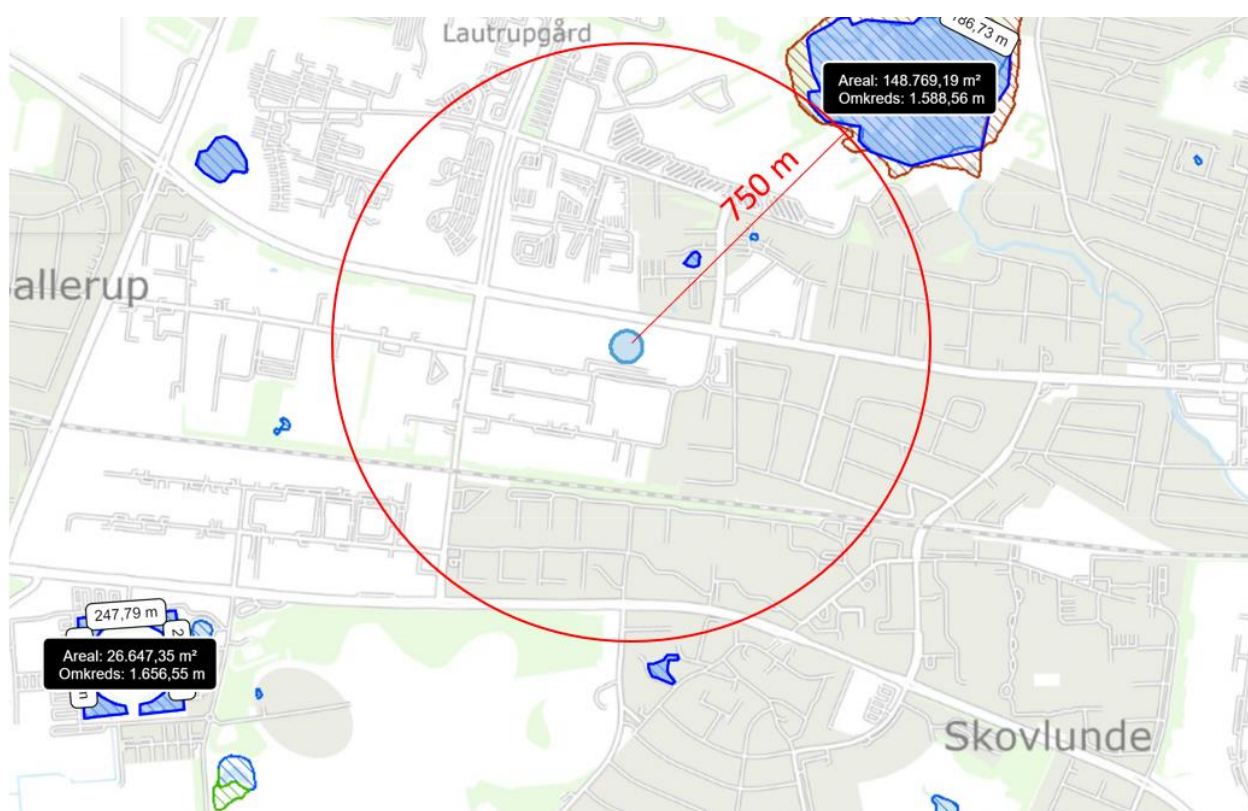 Lautrupgård
Areal: 148.769,19 m²
Omkreds: 1.588,56 m
750 m
allerup
247,79 m
Areal: 26.647,35 m²
Omkreds: 1.656,55 m
Skovlunde